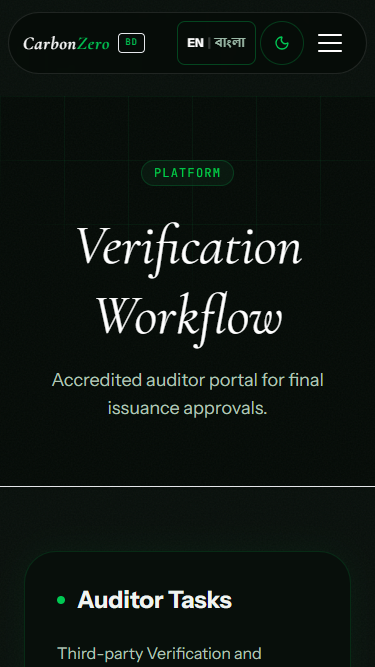 CarbonZero BD EN | বাংলা
PLATFORM
Verification
Workflow
Accredited auditor portal for final
issuance approvals.
Auditor Tasks
Third-party Verification and